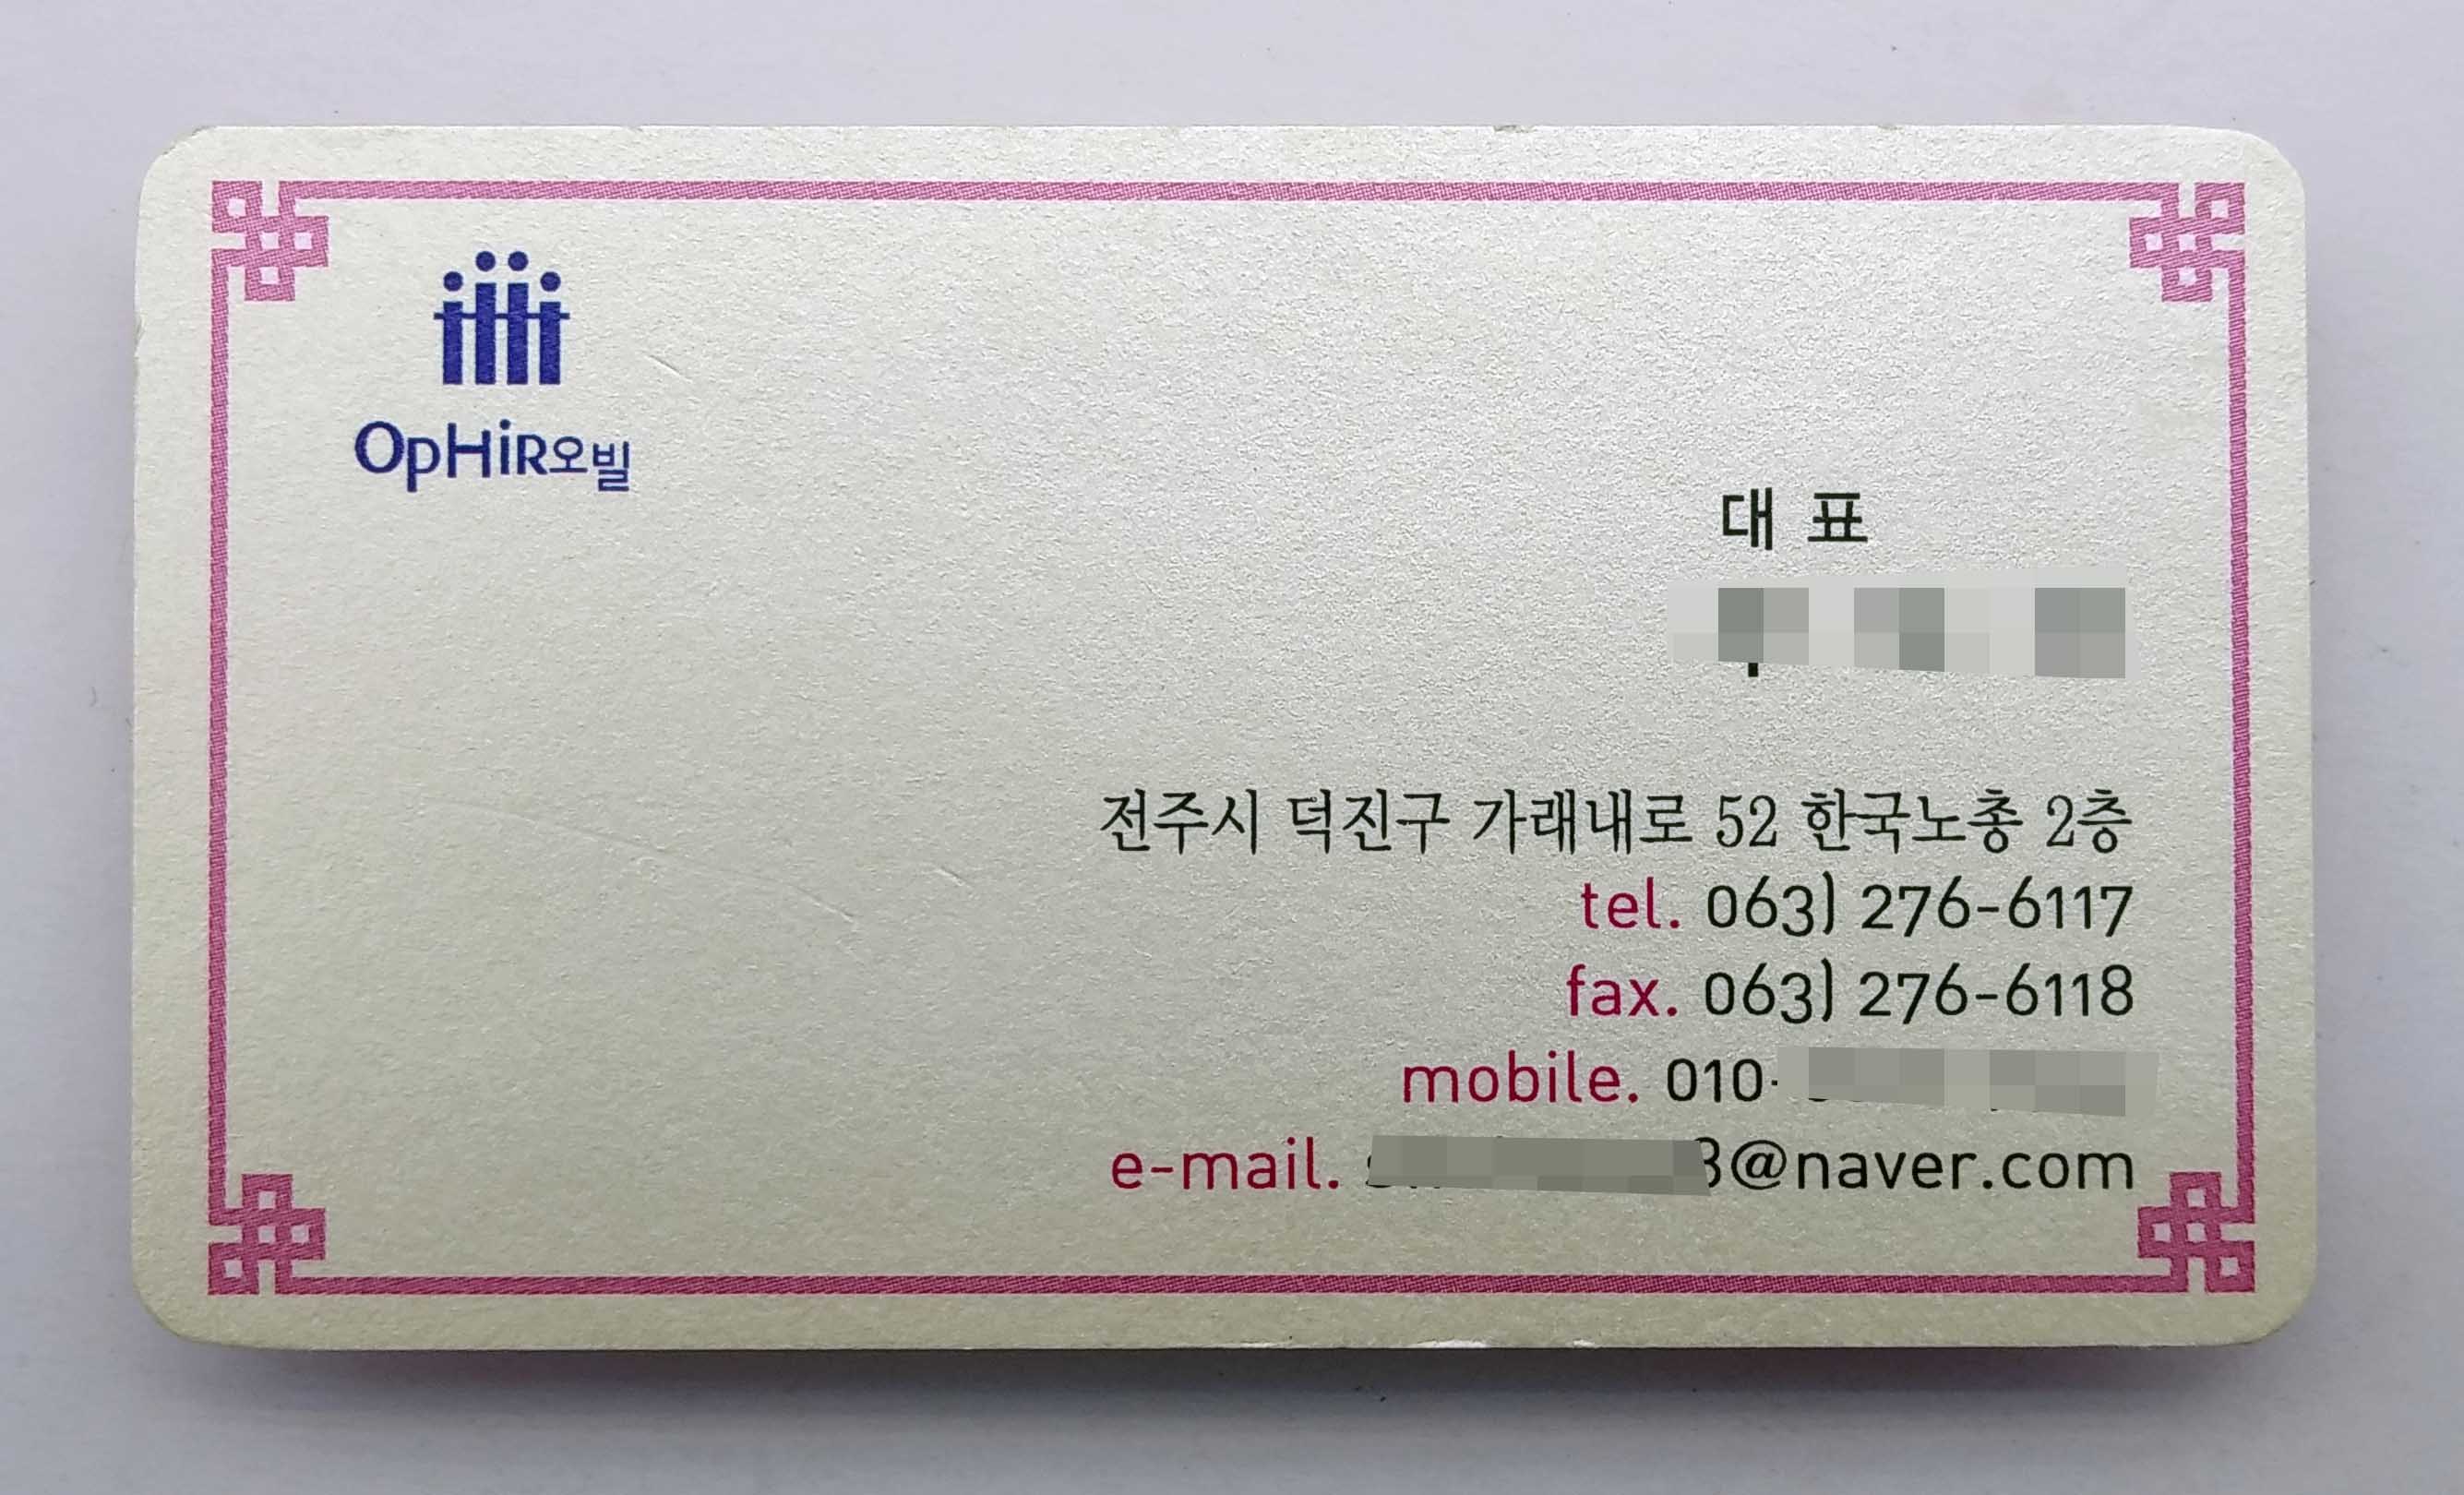 OpHiR오빌
대 표
전주시 덕진구 가래내로 52 한국노총 2층
tel. 063) 276-6117
fax. 063) 276-6118
mobile. 010-
e-mail. @naver.com